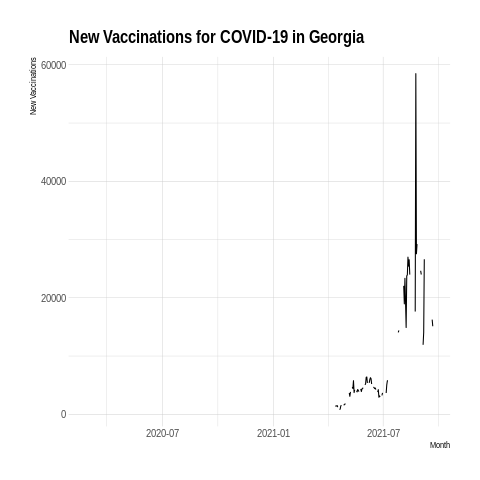 New Vaccinations for COVID-19 in Georgia
New Vaccinations
60000
40000
20000
0
2020-07
2021-01
2021-07
Month